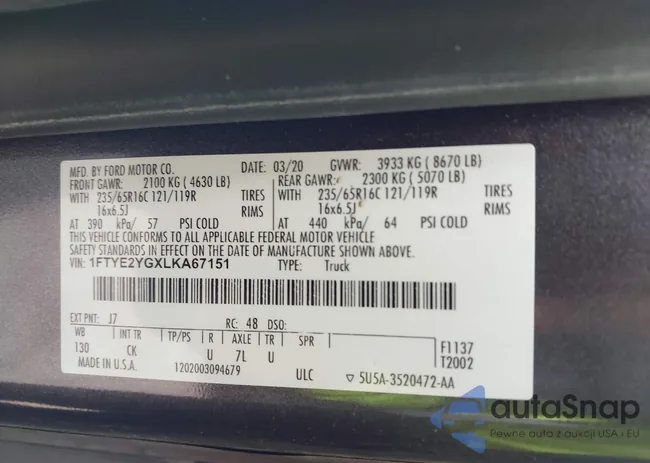 MFD. BY FORD MOTOR CO. DATE: 03/20 GVWR: 3933 KG ( 8670 LB)
FRONT GAWR: 2100 KG ( 4630 LB) REAR GAWR: 2300 KG ( 5070 LB)
WITH 235/65R16C 121/119R TIRES WITH 235/65R16C 121/119R TIRES
16x6.5J RIMS 16x6.5J RIMS
AT 390 kPa/ 57 PSI COLD AT 440 kPa/ 64 PSI COLD
THIS VEHICLE CONFORMS TO ALL APPLICABLE FEDERAL MOTOR VEHICLE
SAFETY STANDARDS IN EFFECT ON THE DATE OF MANUFACTURE SHOWN ABOVE.
VIN: 1FTYE2YGXLKA67151 TYPE: Truck
EXT PNT: J7 RC: 48 DSO:
WB INT TR TP/PS R AXLE TR SPR F1137
130 CK U 7L U T2002
MADE IN U.S.A. 1202003094679 ULC ▽ 5U5A-3520472-AA
autaSnap
Pewne auta z aukcji USA i EU